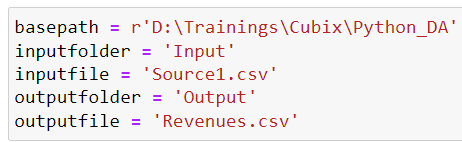 basepath = r'D:\Trainings\Cubix\Python_DA'
inputfolder = 'Input'
inputfile = 'Source1.csv'
outputfolder = 'Output'
outputfile = 'Revenues.csv'